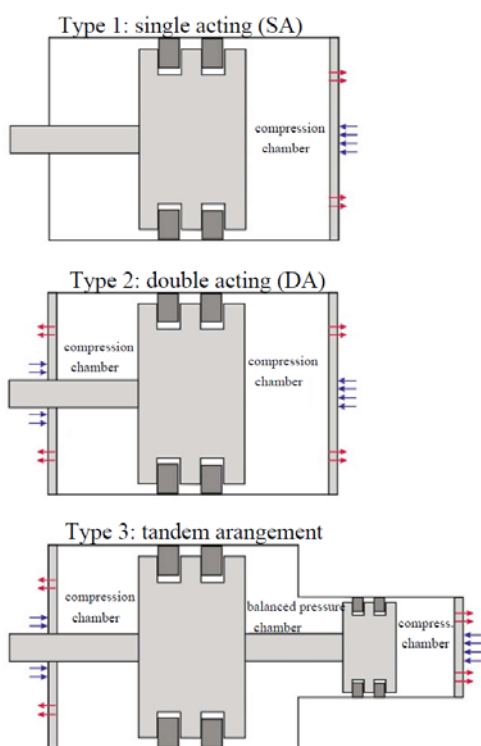 Type 1: single acting (SA)
compression
chamber
Type 2: double acting (DA)
compression
chamber
compression
chamber
Type 3: tandem arangement
compression
chamber
balanced pressure
chamber
compress.
chamber